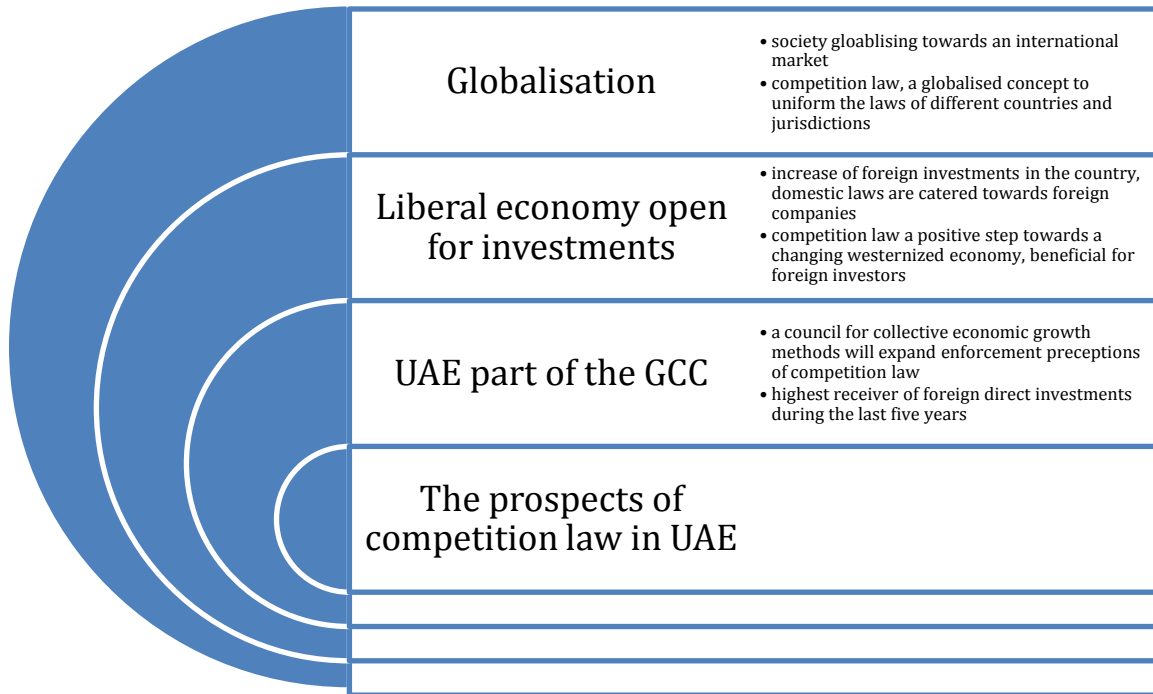 Globalisation
• society gloablising towards an international
market
• competition law, a globalised concept to
uniform the laws of different countries and
jurisdictions
Liberal economy open
for investments
• increase of foreign investments in the country,
domestic laws are catered towards foreign
companies
• competition law a positive step towards a
changing westernized economy, beneficial for
foreign investors
UAE part of the GCC
• a council for collective economic growth
methods will expand enforcement preceptions
of competition law
• highest receiver of foreign direct investments
during the last five years
The prospects of
competition law in UAE